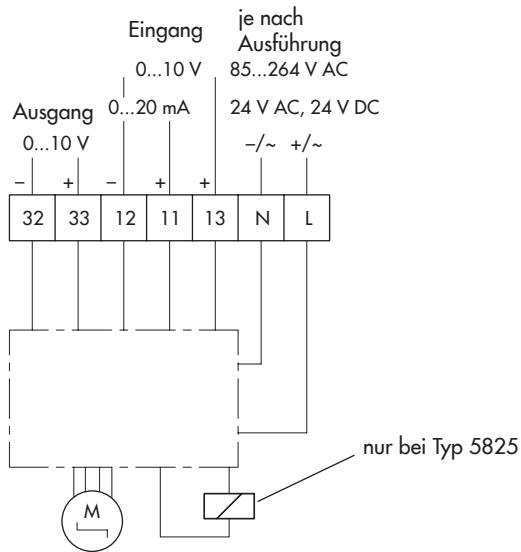 Eingang
je nach
Ausführung
0...10 V
85...264 V AC
Ausgang
0...20 mA
24 V AC, 24 V DC
0...10 V
–/~ +/~
– + – + +
32 33 12 11 13 N L
nur bei Typ 5825
M